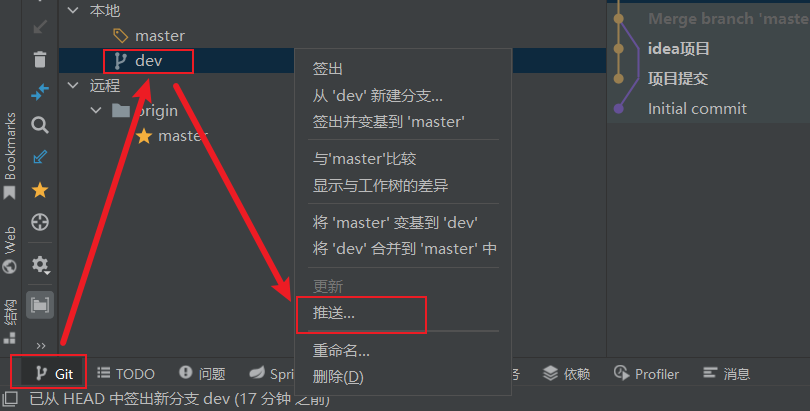 本地
master
dev
远程
origin
master
签出
从 'dev' 新建分支...
签出并变基到 'master'
与'master'比较
显示与工作树的差异
将 'master' 变基到 'dev'
将 'dev' 合并到 'master' 中
更新
推送...
重命名...
删除(D)
Merge branch 'maste
idea项目
项目提交
Initial commit
Bookmarks
Web
结构
Git
TODO
问题
Spri
务
依赖
Profiler
消息
已从 HEAD 中签出新分支 dev (17 分钟 之前)